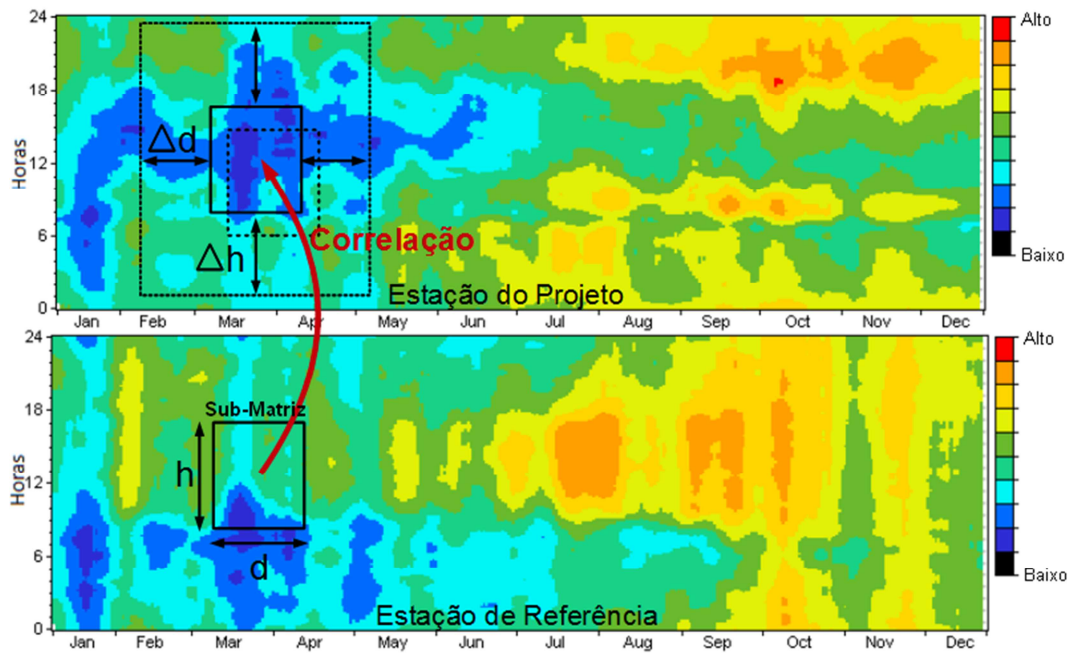 24
18
12
6
0
Horas
Δd
Δh
Correlação
Estação do Projeto
Jan Feb Mar Apr May Jun Jul Aug Sep Oct Nov Dec
Alto
Baixo
24
18
12
6
0
Horas
Sub-Matriz
h
d
Estação de Referência
Jan Feb Mar Apr May Jun Jul Aug Sep Oct Nov Dec
Alto
Baixo